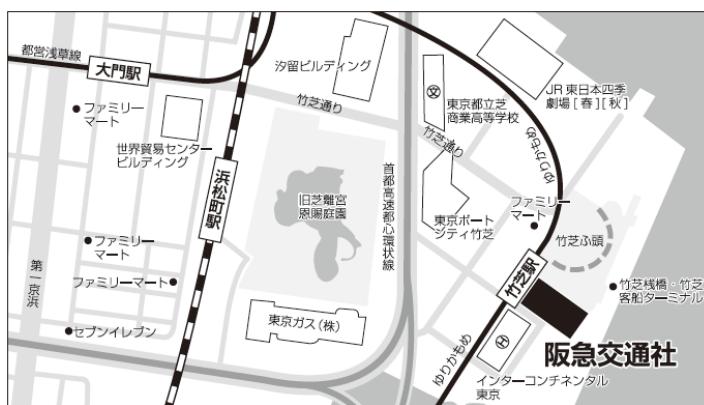 都営浅草線
大門駅
ファミリー
マート
世界貿易センター
ビルディング
浜松町駅
汐留ビルディング
竹芝通り
文
東京都立芝
商業高等学校
JR東日本四季
劇場[春][秋]
竹芝通り
ゆりかもめ
旧芝離宮
恩賜庭園
首都高速都心環状線
東京ポート
シティ竹芝
ファミリー
マート
竹芝ふ頭
竹芝駅
竹芝桟橋・竹芝
客船ターミナル
ファミリー
マート
ファミリーマート
第一京浜
セブンイレブン
東京ガス(株)
ゆりかもめ
H
阪急交通社
インターコンチネンタル
東京